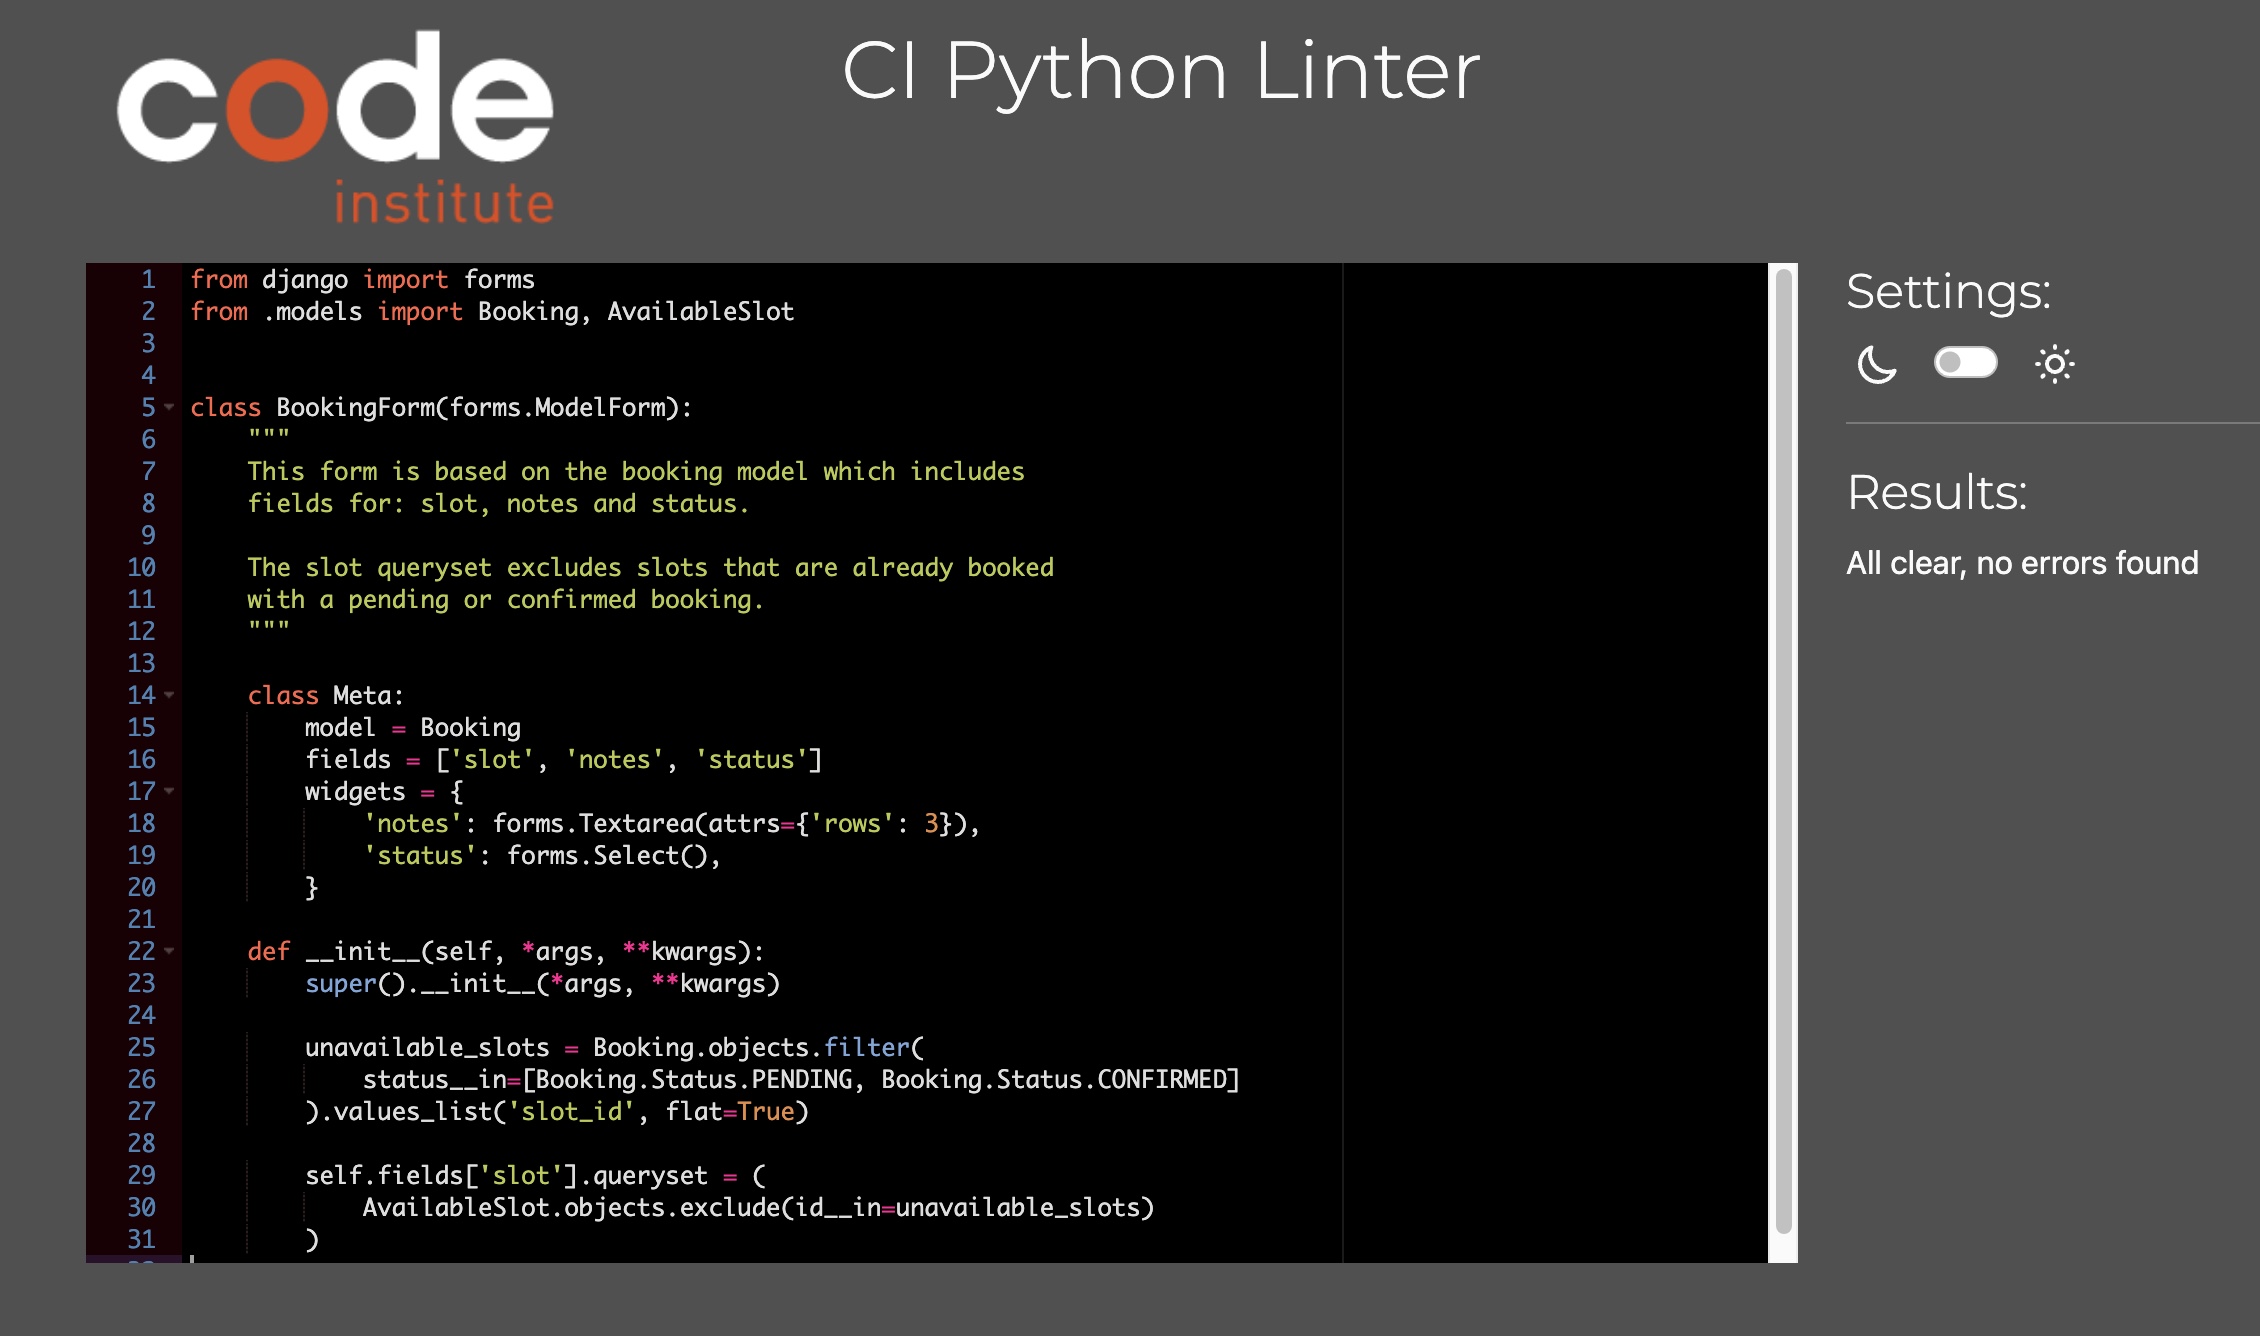 code
institute
CI Python Linter
1 from django import forms
2 from .models import Booking, AvailableSlot
3
4
5 class BookingForm(forms.ModelForm):
6     """
7     This form is based on the booking model which includes
8     fields for: slot, notes and status.
9
10     The slot queryset excludes slots that are already booked
11     with a pending or confirmed booking.
12     """
13
14     class Meta:
15         model = Booking
16         fields = ['slot', 'notes', 'status']
17         widgets = {
18             'notes': forms.Textarea(attrs={'rows': 3}),
19             'status': forms.Select(),
20         }
21
22     def __init__(self, *args, **kwargs):
23         super().__init__(*args, **kwargs)
24
25         unavailable_slots = Booking.objects.filter(
26             status__in=[Booking.Status.PENDING, Booking.Status.CONFIRMED]
27         ).values_list('slot_id', flat=True)
28
29         self.fields['slot'].queryset = (
30             AvailableSlot.objects.exclude(id__in=unavailable_slots)
31         )
Settings:
Results:
All clear, no errors found